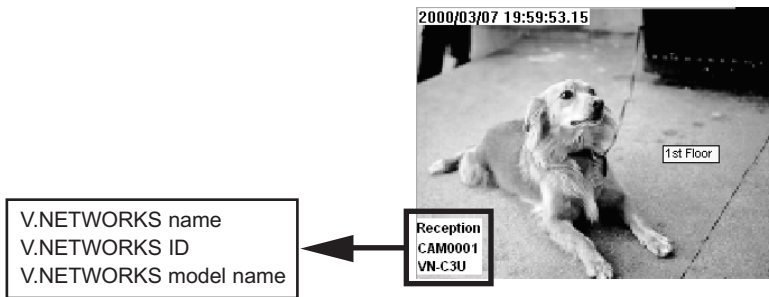 2000/03/07 19:59:53.15
1st Floor
Reception
CAM0001
VN-C3U
V.NETWORKS name
V.NETWORKS ID
V.NETWORKS model name